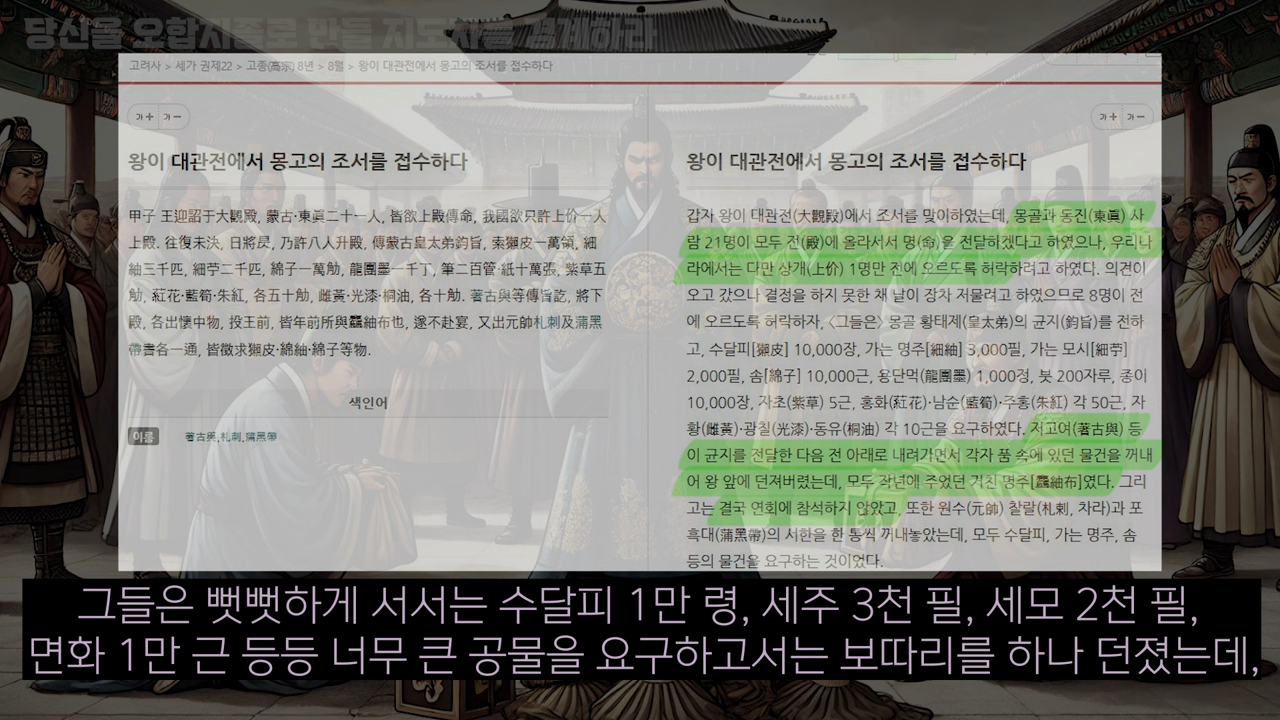 당신을 오합지졸로 만들 지도자를 경계하라
고려사 > 세가 권제22 > 고종(高宗) 8년 > 8월 > 왕이 대관전에서 몽고의 조서를 접수하다
가+ 가-
왕이 대관전에서 몽고의 조서를 접수하다
甲子 王迎詔于大觀殿, 蒙古·東眞二十一人, 皆欲上殿傳命, 我國欲只許上价一人
上殿. 往復未決, 日將昃, 乃許八人升殿, 傳蒙古皇太弟鈞旨, 索獺皮一萬領, 細
紬三千匹, 細苧二千匹, 綿子一萬觔, 龍團墨一千丁, 筆二百管·紙十萬張, 紫草五
觔, 葒花·藍筍·朱紅, 各五十觔, 雌黃·光漆·桐油, 各十觔. 著古與等傳旨訖, 將下
殿, 各出懷中物, 投王前, 皆年前所與麤紬布也, 遂不赴宴, 又出元帥札剌及蒲黑
帶書各一通, 皆徵求獺皮·綿紬·綿子等物.
색인어
이름 著古與,札剌,蒲黑帶
가+ 가-
왕이 대관전에서 몽고의 조서를 접수하다
갑자 왕이 대관전(大觀殿)에서 조서를 맞이하였는데, 몽골과 동진(東眞) 사
람 21명이 모두 전(殿)에 올라서서 명(命)을 전달하겠다고 하였으나, 우리나
라에서는 다만 상개(上价) 1명만 전에 오르도록 허락하려고 하였다. 의견이
오고 갔으나 결정을 하지 못한 채 날이 장차 저물려고 하였으므로 8명이 전
에 오르도록 허락하자, 〈그들은〉 몽골 황태제(皇太弟)의 균지(鈞旨)를 전하
고, 수달피[獺皮] 10,000장, 가는 명주[細紬] 3,000필, 가는 모시[細苧]
2,000필, 솜[綿子] 10,000근, 용단먹(龍團墨) 1,000정, 붓 200자루, 종이
10,000장, 자초(紫草) 5근, 홍화(葒花)·남순(藍筍)·주홍(朱紅) 각 50근, 자
황(雌黃)·광칠(光漆)·동유(桐油) 각 10근을 요구하였다. 저고여(著古與) 등
이 균지를 전달한 다음 전 아래로 내려가면서 각자 품 속에 있던 물건을 꺼내
어 왕 앞에 던져버렸는데, 모두 작년에 주었던 거친 명주[麤紬布]였다. 그리
고는 결국 연회에 참석하지 않았고, 또한 원수(元帥) 찰랄(札剌, 차라)과 포
흑대(蒲黑帶)의 서한을 한 통씩 꺼내놓았는데, 모두 수달피, 가는 명주, 솜
등의 물건을 요구하는 것이었다.
그들은 뻣뻣하게 서서는 수달피 1만 령, 세주 3천 필, 세모 2천 필,
면화 1만 근 등등 너무 큰 공물을 요구하고서는 보따리를 하나 던졌는데,